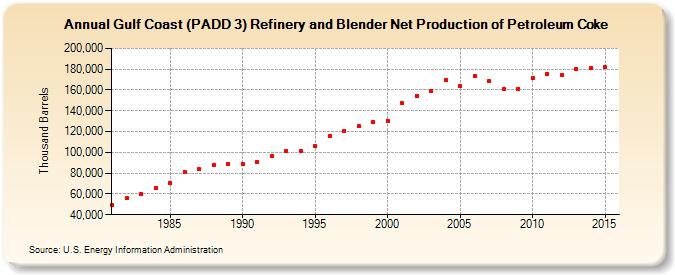 Annual Gulf Coast (PADD 3) Refinery and Blender Net Production of Petroleum Coke
Thousand Barrels
200,000
180,000
160,000
140,000
120,000
100,000
80,000
60,000
40,000
1985 1990 1995 2000 2005 2010 2015
Source: U.S. Energy Information Administration